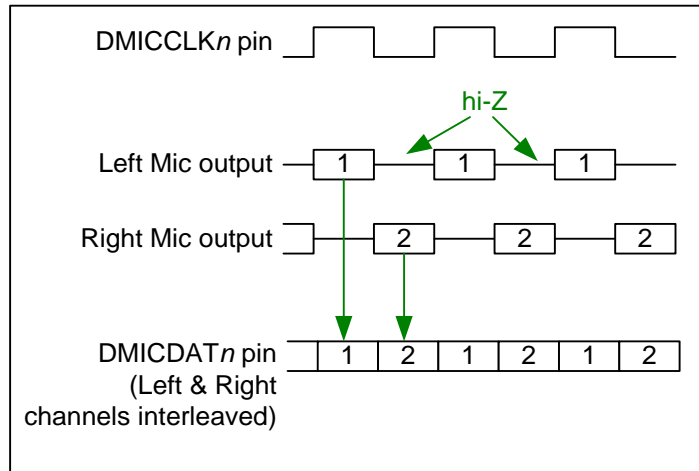 DMICCLKn pin
hi-Z
Left Mic output
1 1 1
Right Mic output
2 2 2
DMICDATn pin
1 2 1 2 1 2
(Left & Right
channels interleaved)